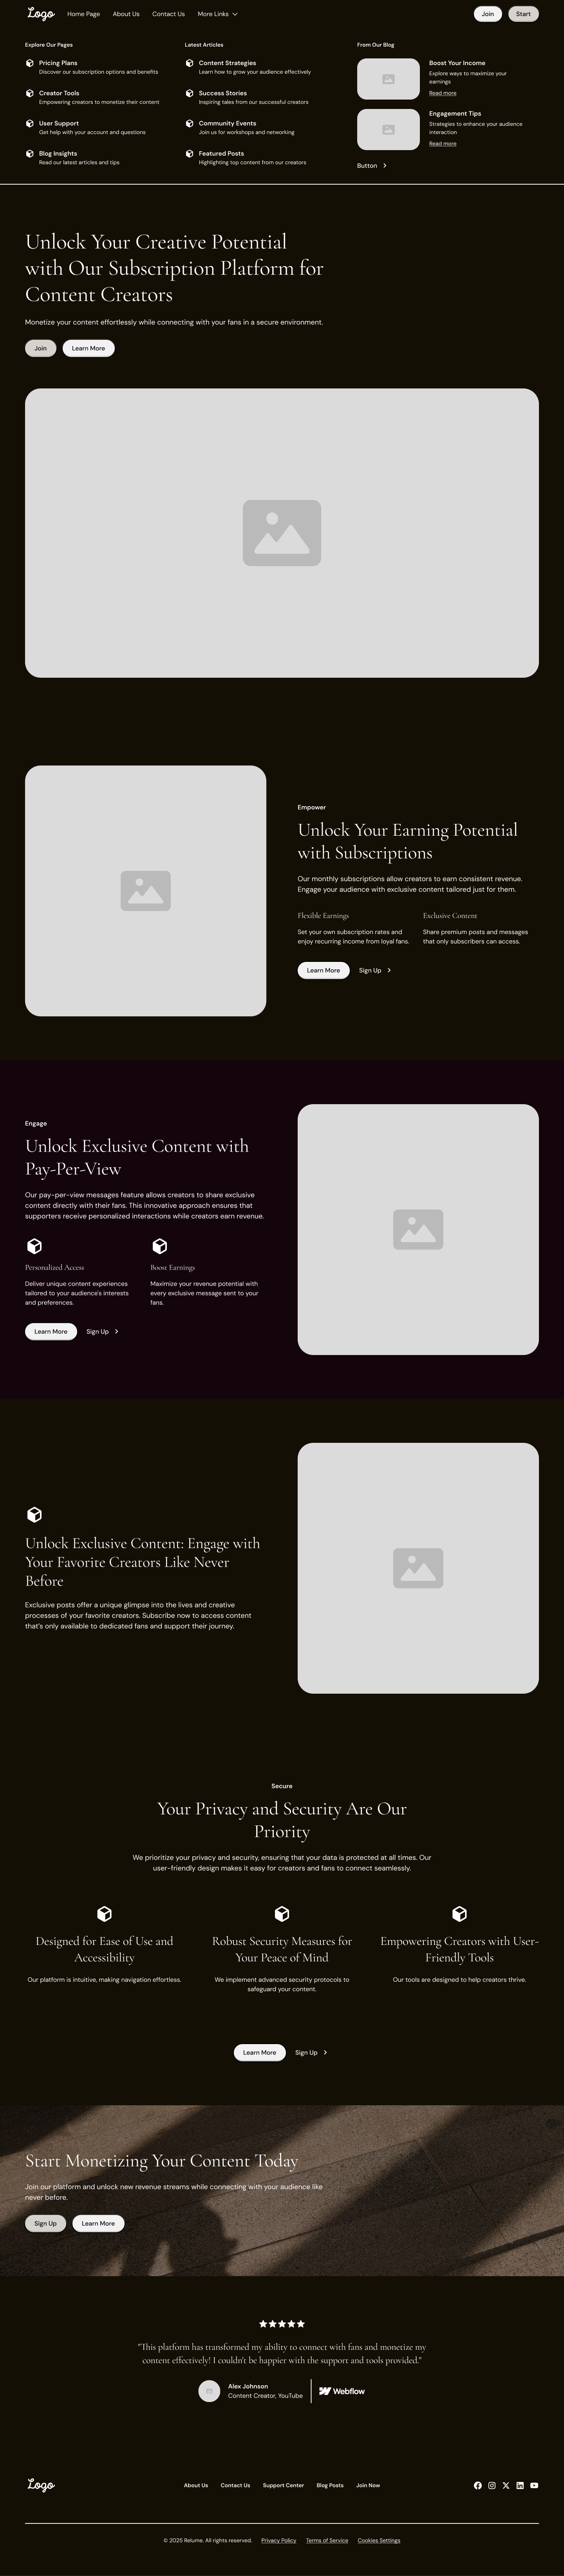 Logo
Home Page
About Us
Contact Us
More Links
Join
Start
Explore Our Pages
Pricing Plans
Discover our subscription options and benefits
Creator Tools
Empowering creators to monetize their content
User Support
Get help with your account and questions
Blog Insights
Read our latest articles and tips
Latest Articles
Content Strategies
Learn how to grow your audience effectively
Success Stories
Inspiring tales from our successful creators
Community Events
Join us for workshops and networking
Featured Posts
Highlighting top content from our creators
From Our Blog
Boost Your Income
Explore ways to maximize your
earnings
Read more
Engagement Tips
Strategies to enhance your audience
interaction
Read more
Button
Unlock Your Creative Potential
with Our Subscription Platform for
Content Creators
Monetize your content effortlessly while connecting with your fans in a secure environment.
Join
Learn More
Empower
Unlock Your Earning Potential
with Subscriptions
Our monthly subscriptions allow creators to earn consistent revenue.
Engage your audience with exclusive content tailored just for them.
Flexible Earnings
Set your own subscription rates and
enjoy recurring income from loyal fans.
Exclusive Content
Share premium posts and messages
that only subscribers can access.
Learn More
Sign Up
Engage
Unlock Exclusive Content with
Pay-Per-View
Our pay-per-view messages feature allows creators to share exclusive
content directly with their fans. This innovative approach ensures that
supporters receive personalized interactions while creators earn revenue.
Personalized Access
Deliver unique content experiences
tailored to your audience's interests
and preferences.
Boost Earnings
Maximize your revenue potential with
every exclusive message sent to your
fans.
Learn More
Sign Up
Unlock Exclusive Content: Engage with
Your Favorite Creators Like Never
Before
Exclusive posts offer a unique glimpse into the lives and creative
processes of your favorite creators. Subscribe now to access content
that's only available to dedicated fans and support their journey.
Secure
Your Privacy and Security Are Our
Priority
We prioritize your privacy and security, ensuring that your data is protected at all times. Our
user-friendly design makes it easy for creators and fans to connect seamlessly.
Designed for Ease of Use and
Accessibility
Our platform is intuitive, making navigation effortless.
Robust Security Measures for
Your Peace of Mind
We implement advanced security protocols to
safeguard your content.
Empowering Creators with User-
Friendly Tools
Our tools are designed to help creators thrive.
Learn More
Sign Up
Start Monetizing Your Content Today
Join our platform and unlock new revenue streams while connecting with your audience like
never before.
Sign Up
Learn More
"This platform has transformed my ability to connect with fans and monetize my
content effectively! I couldn't be happier with the support and tools provided."
Alex Johnson
Content Creator, YouTube
Webflow
Logo
About Us
Contact Us
Support Center
Blog Posts
Join Now
© 2025 Relume. All rights reserved.
Privacy Policy
Terms of Service
Cookies Settings